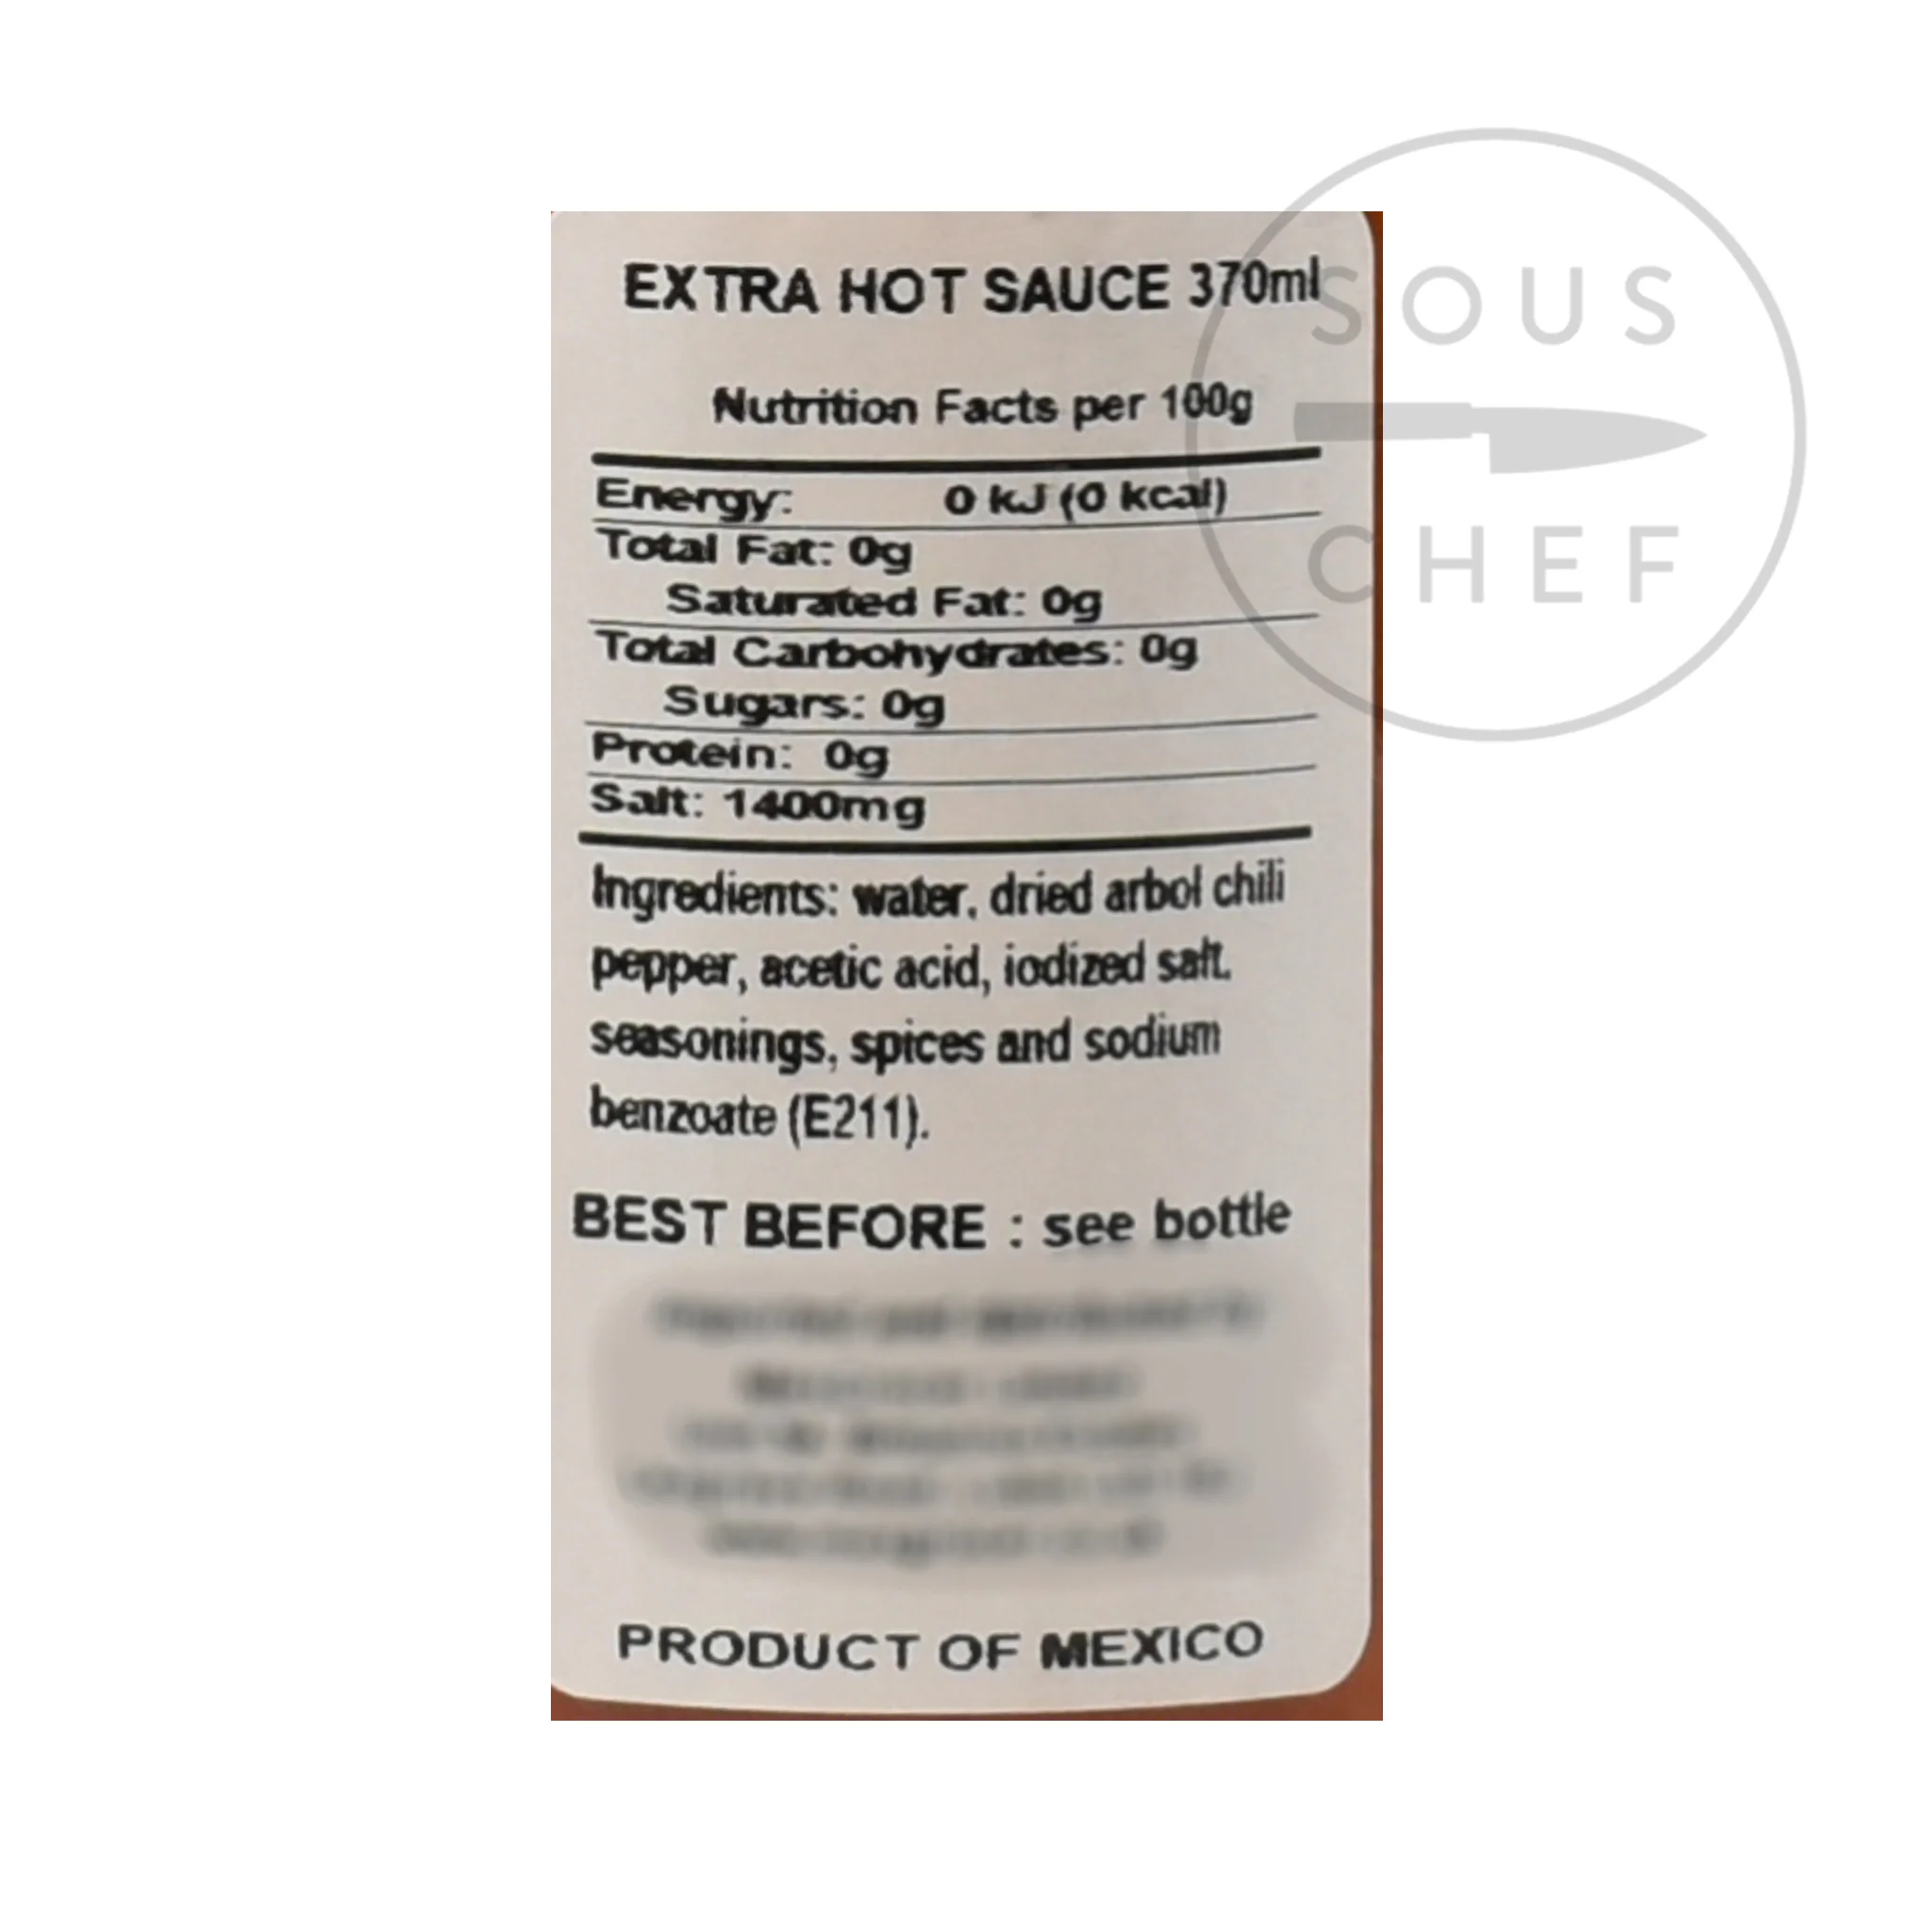 EXTRA HOT SAUCE 370ml
Nutrition Facts per 100g
Energy: 0 kJ (0 kcal)
Total Fat: 0g
Saturated Fat: 0g
Total Carbohydrates: 0g
Sugars: 0g
Protein: 0g
Salt: 1400mg
Ingredients: water, dried arbol chili
pepper, acetic acid, iodized salt.
seasonings, spices and sodium
benzoate (E211).
BEST BEFORE : see bottle
PRODUCT OF MEXICO
SOUS
CHEF